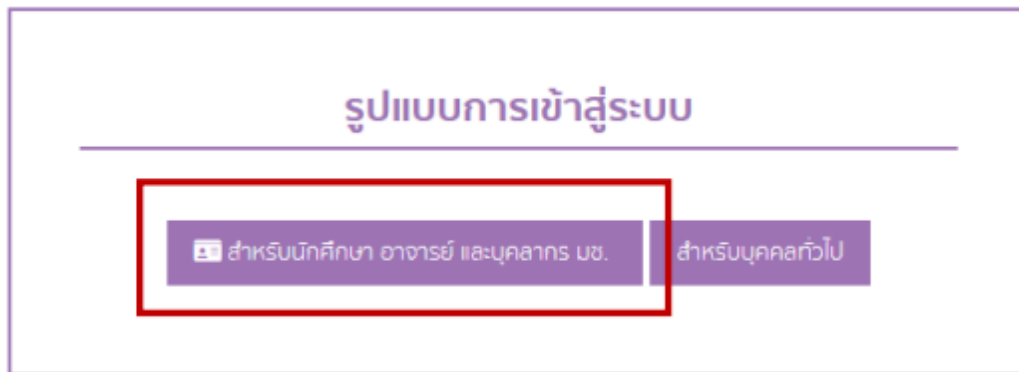 รูปแบบการเข้าสู่ระบบ
สำหรับนักศึกษา อาจารย์ และบุคลากร มช.
สำหรับบุคคลทั่วไป